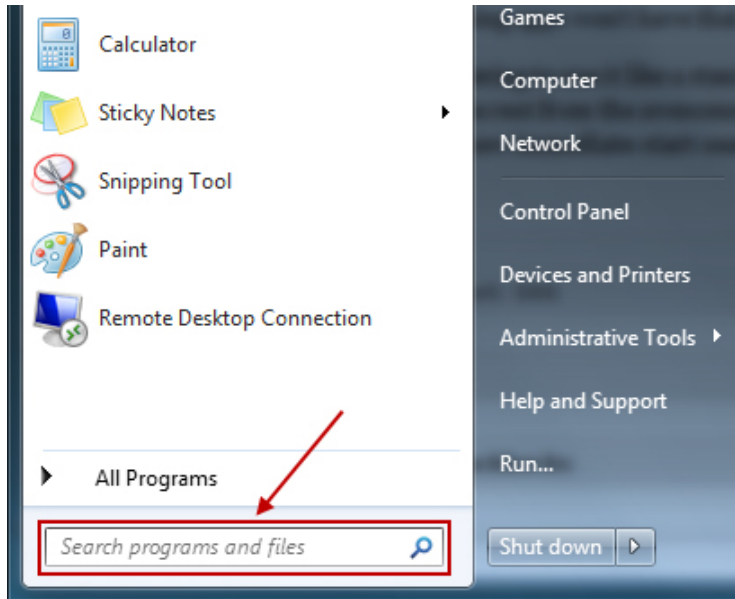 Calculator
Sticky Notes
Snipping Tool
Paint
Remote Desktop Connection
All Programs
Search programs and files
Games
Computer
Network
Control Panel
Devices and Printers
Administrative Tools
Help and Support
Run...
Shut down